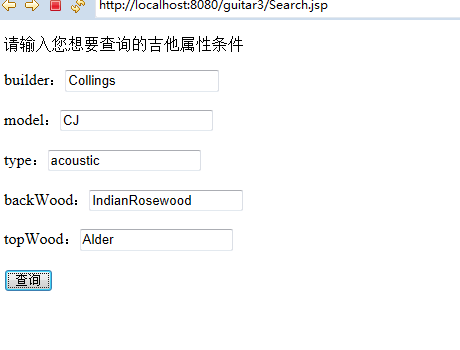 http://localhost:8080/guitar3/Search.jsp
请输入您想要查询的吉他属性条件
builder：Collings
model：CJ
type：acoustic
backWood：IndianRosewood
topWood：Alder
查询